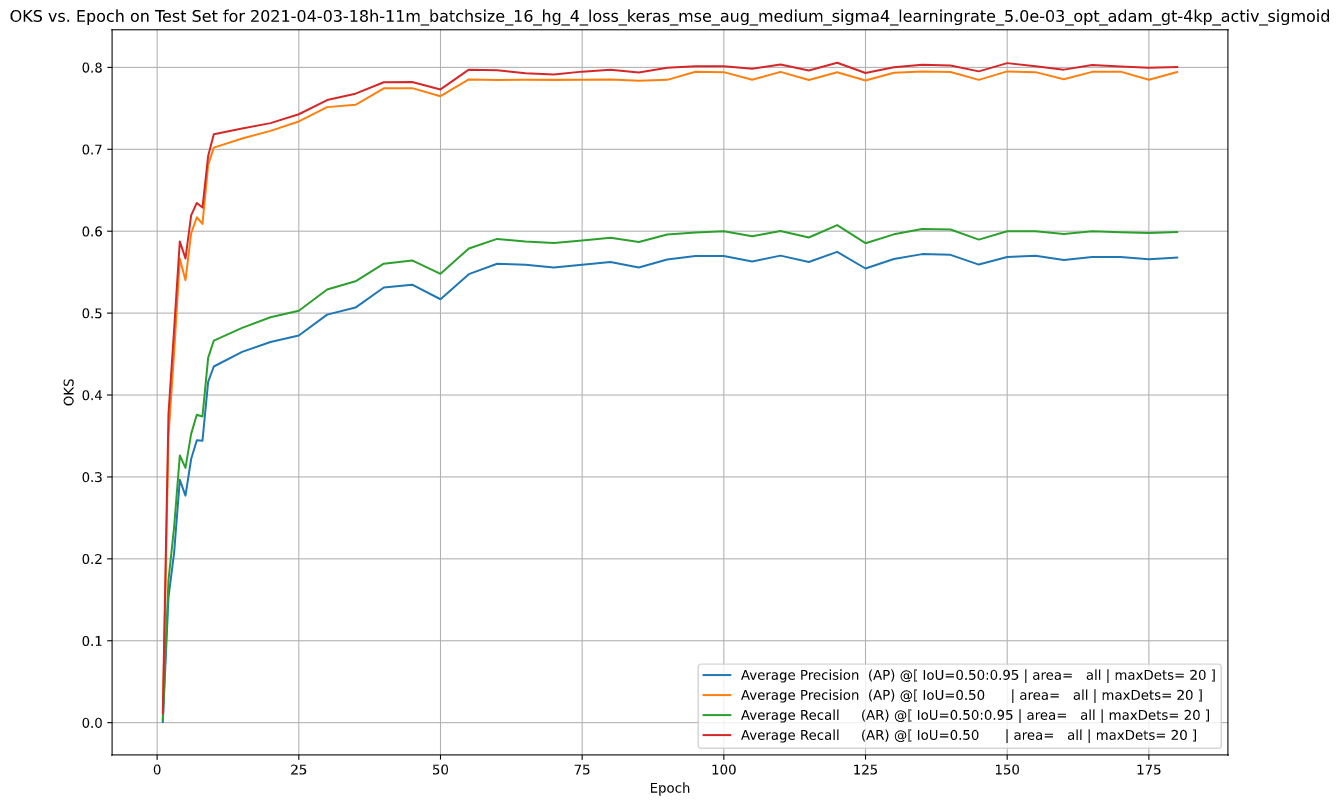 OKS vs. Epoch on Test Set for 2021-04-03-18h-11m_batchsize_16_hg_4_loss_keras_mse_aug_medium_sigma4_learningrate_5.0e-03_opt_adam_gt-4kp_activ_sigmoid
0.8
0.7
0.6
0.5
0.4
0.3
0.2
0.1
0.0
OKS
Average Precision  (AP) @[ IoU=0.50:0.95 | area=   all | maxDets= 20 ]
Average Precision  (AP) @[ IoU=0.50      | area=   all | maxDets= 20 ]
Average Recall     (AR) @[ IoU=0.50:0.95 | area=   all | maxDets= 20 ]
Average Recall     (AR) @[ IoU=0.50      | area=   all | maxDets= 20 ]
0 25 50 75 100 125 150 175
Epoch